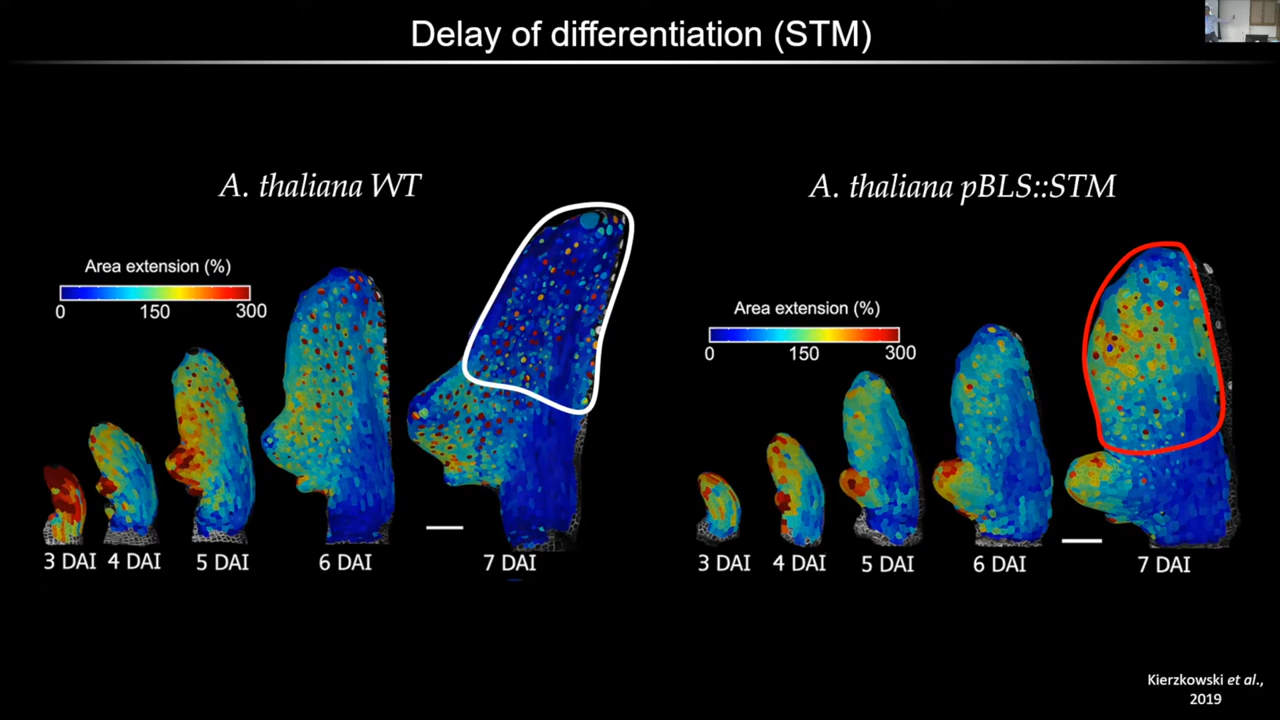 Delay of differentiation (STM)
A. thaliana WT
A. thaliana pBLS::STM
Area extension (%)
0 150 300
Area extension (%)
0 150 300
3 DAI 4 DAI 5 DAI 6 DAI 7 DAI
3 DAI 4 DAI 5 DAI 6 DAI 7 DAI
Kierzkowski et al.,
2019